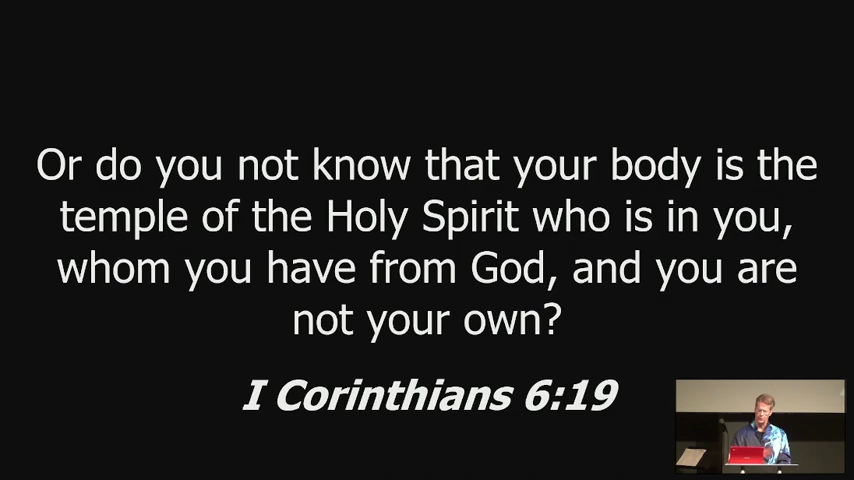 Or do you not know that your body is the
temple of the Holy Spirit who is in you,
whom you have from God, and you are
not your own?
I Corinthians 6:19